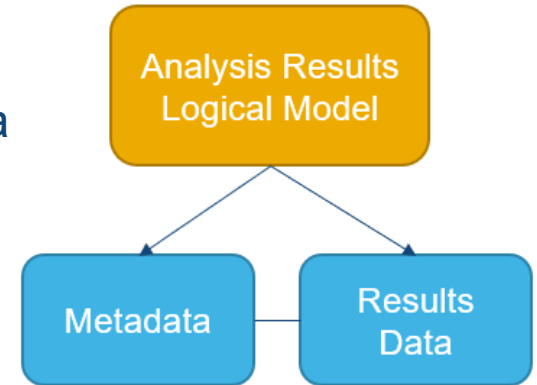 Analysis Results
Logical Model
a
Metadata
Results
Data